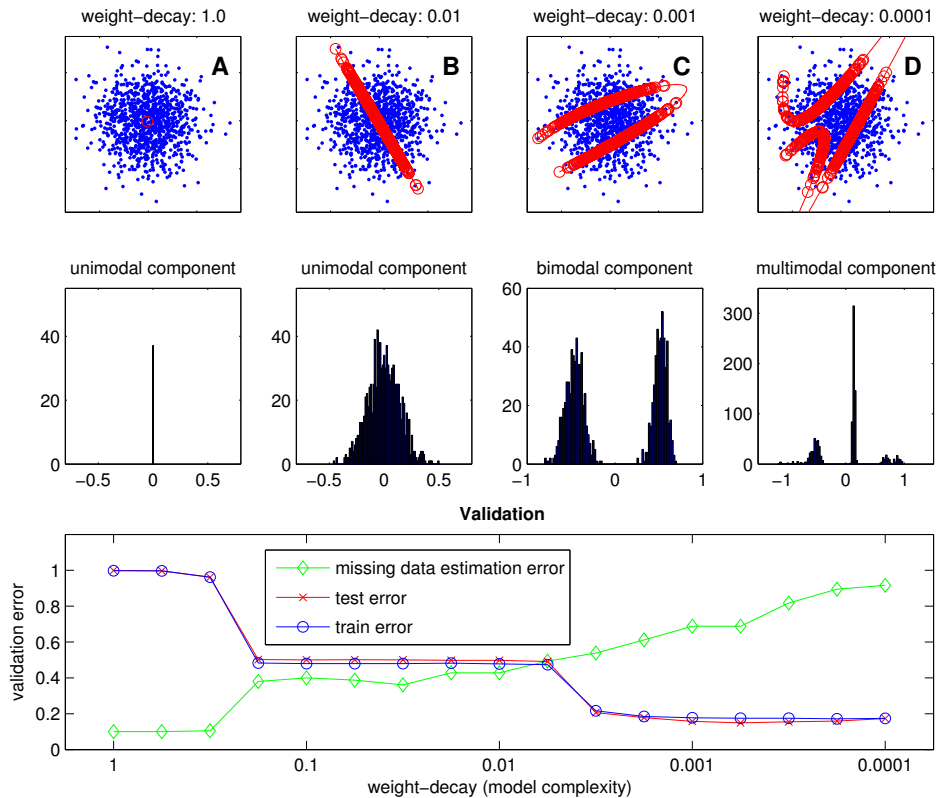 weight-decay: 1.0
weight-decay: 0.01
weight-decay: 0.001
weight-decay: 0.0001
A
B
C
D
unimodal component
unimodal component
bimodal component
multimodal component
40
20
0
-0.5 0 0.5
40
20
0
-0.5 0 0.5
60
40
20
0
-1 0 1
300
200
100
0
-1 0 1
Validation
validation error
1
0.8
0.6
0.4
0.2
0
missing data estimation error
test error
train error
1 0.1 0.01 0.001 0.0001
weight-decay (model complexity)